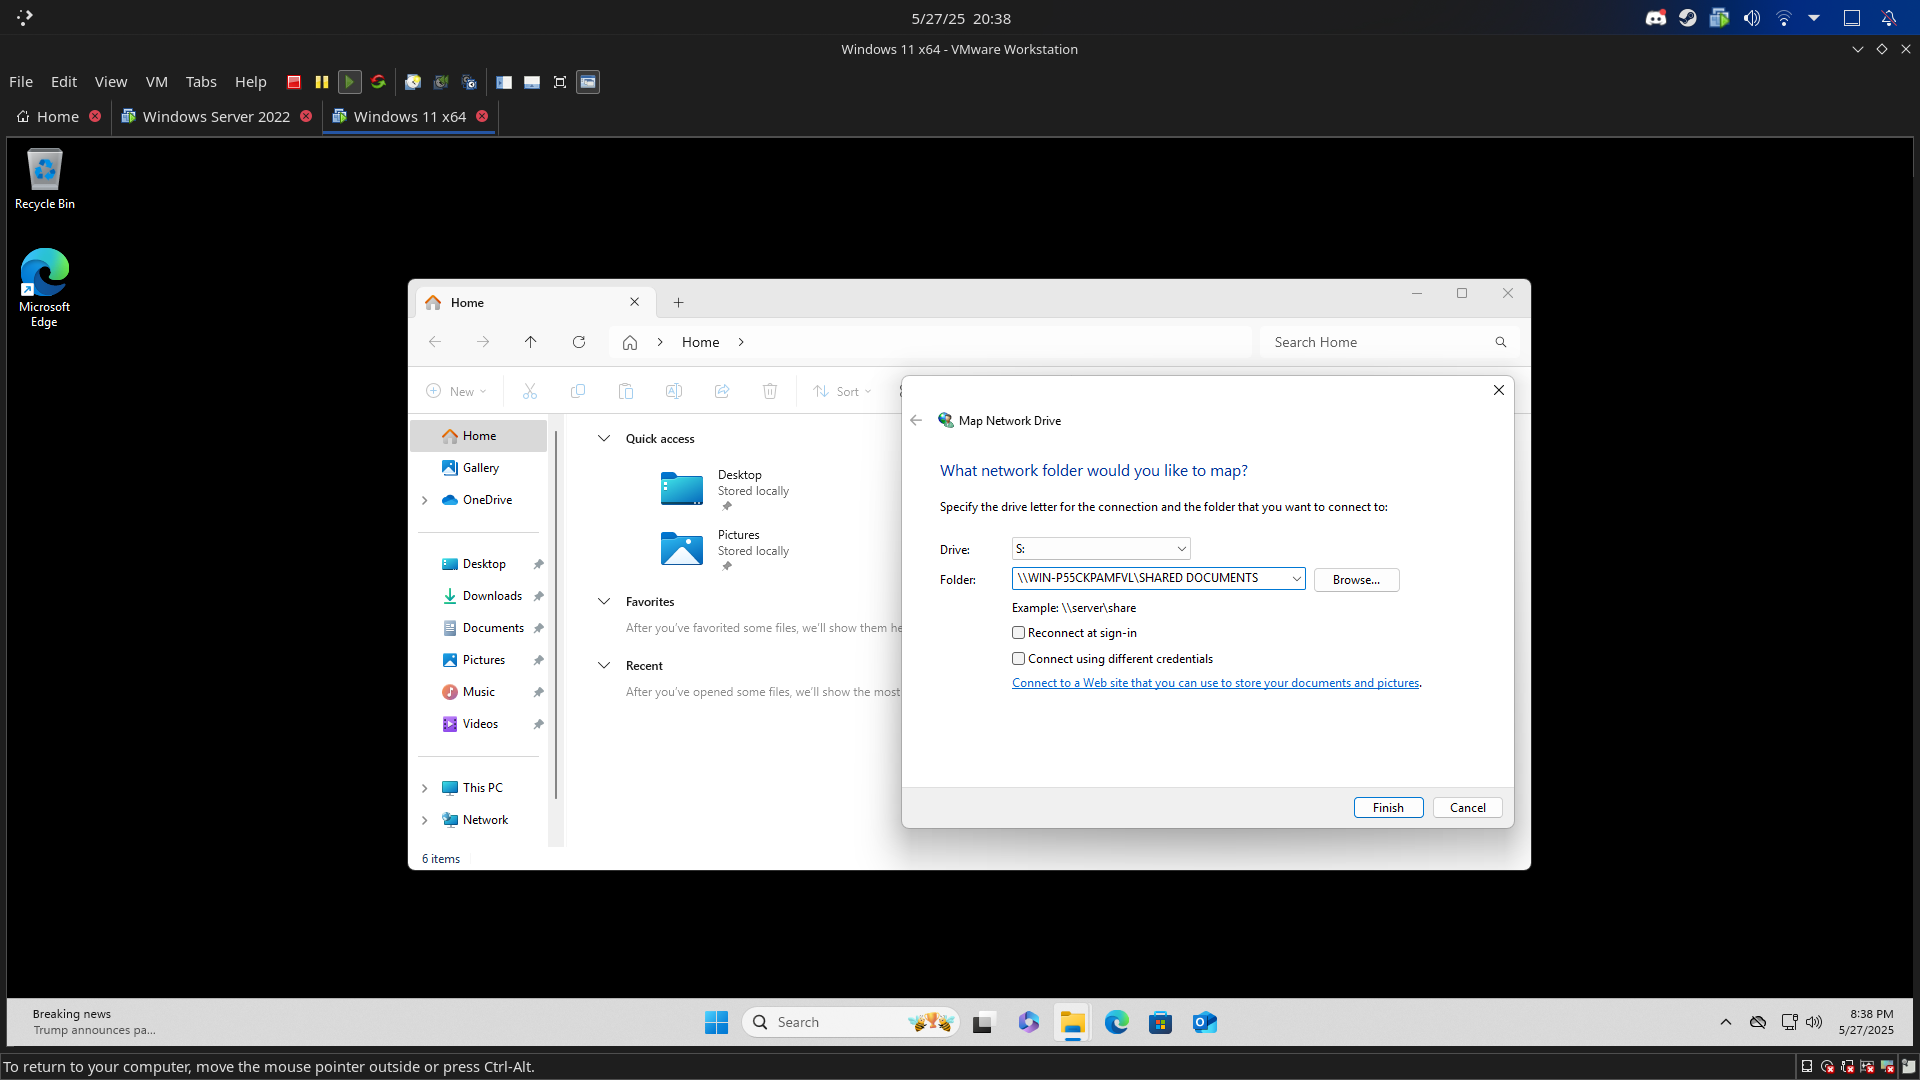 5/27/25 20:38
Windows 11 x64 - VMware Workstation
File Edit View VM Tabs Help
Home Windows Server 2022 Windows 11 x64
Recycle Bin
Microsoft
Edge
Home
Home
Search Home
New
Sort
Home
Gallery
OneDrive
Desktop
Downloads
Documents
Pictures
Music
Videos
This PC
Network
6 items
Quick access
Desktop
Stored locally
Pictures
Stored locally
Favorites
After you've favorited some files, we'll show them he
Recent
After you've opened some files, we'll show the most
Map Network Drive
What network folder would you like to map?
Specify the drive letter for the connection and the folder that you want to connect to:
Drive: S:
Folder: \\WIN-P55CKPAMFVL\SHARED DOCUMENTS Browse...
Example: \\server\share
Reconnect at sign-in
Connect using different credentials
Connect to a Web site that you can use to store your documents and pictures.
Finish Cancel
Breaking news
Trump announces pa...
Search
8:38 PM
5/27/2025
To return to your computer, move the mouse pointer outside or press Ctrl-Alt.